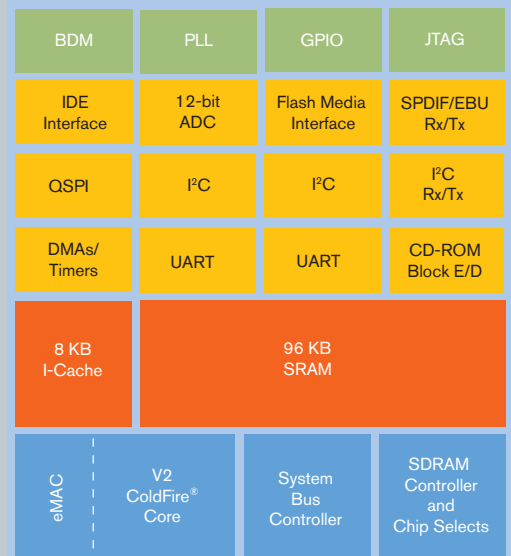 BDM
PLL
GPIO
JTAG
IDE
Interface
12-bit
ADC
Flash Media
Interface
SPDIF/EBU
Rx/Tx
QSPI
I²C
I²C
I²C
Rx/Tx
DMAs/
Timers
UART
UART
CD-ROM
Block E/D
8 KB
I-Cache
96 KB
SRAM
eMAC
V2
ColdFire®
Core
System
Bus
Controller
SDRAM
Controller
and
Chip Selects